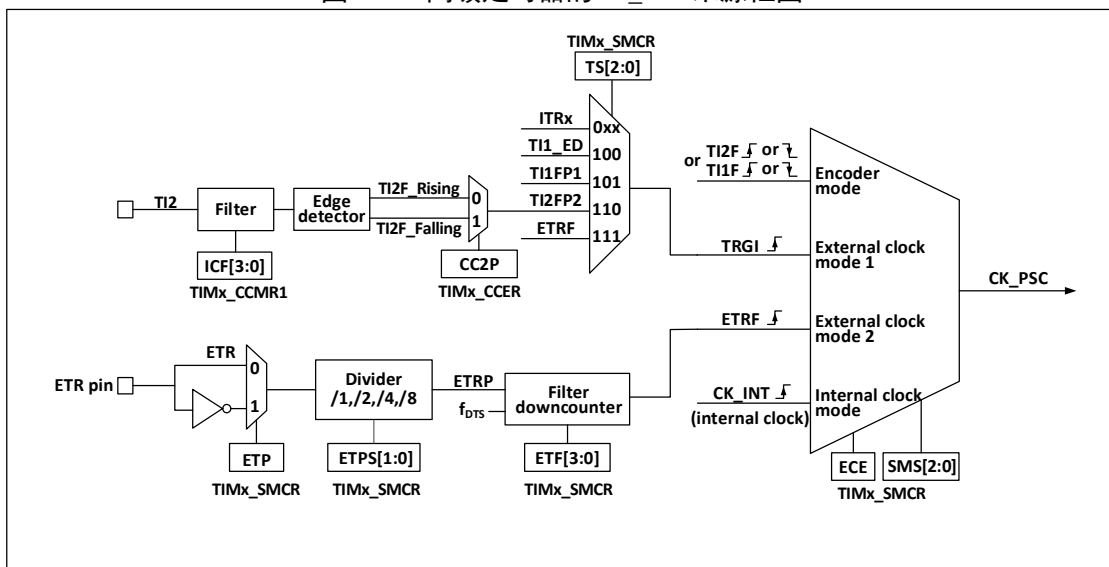 TIMx_SMCR
TS[2:0]
ITRx
0xx
TI1_ED
100
TI1FP1
101
TI2FP2
110
ETRF
111
TI2
Filter
ICF[3:0]
TIMx_CCMR1
Edge
detector
TI2F_Rising
TI2F_Falling
0
1
CC2P
TIMx_CCER
TI2F or
or TI1F or
Encoder
mode
TRGI
External clock
mode 1
ETRF
External clock
mode 2
CK_INT
(internal clock)
Internal clock
mode
CK_PSC
ECE
SMS[2:0]
TIMx_SMCR
ETR pin
ETR
0
1
ETP
TIMx_SMCR
Divider
/1,/2,/4,/8
ETPS[1:0]
TIMx_SMCR
ETRP
fDTS
Filter
downcounter
ETF[3:0]
TIMx_SMCR